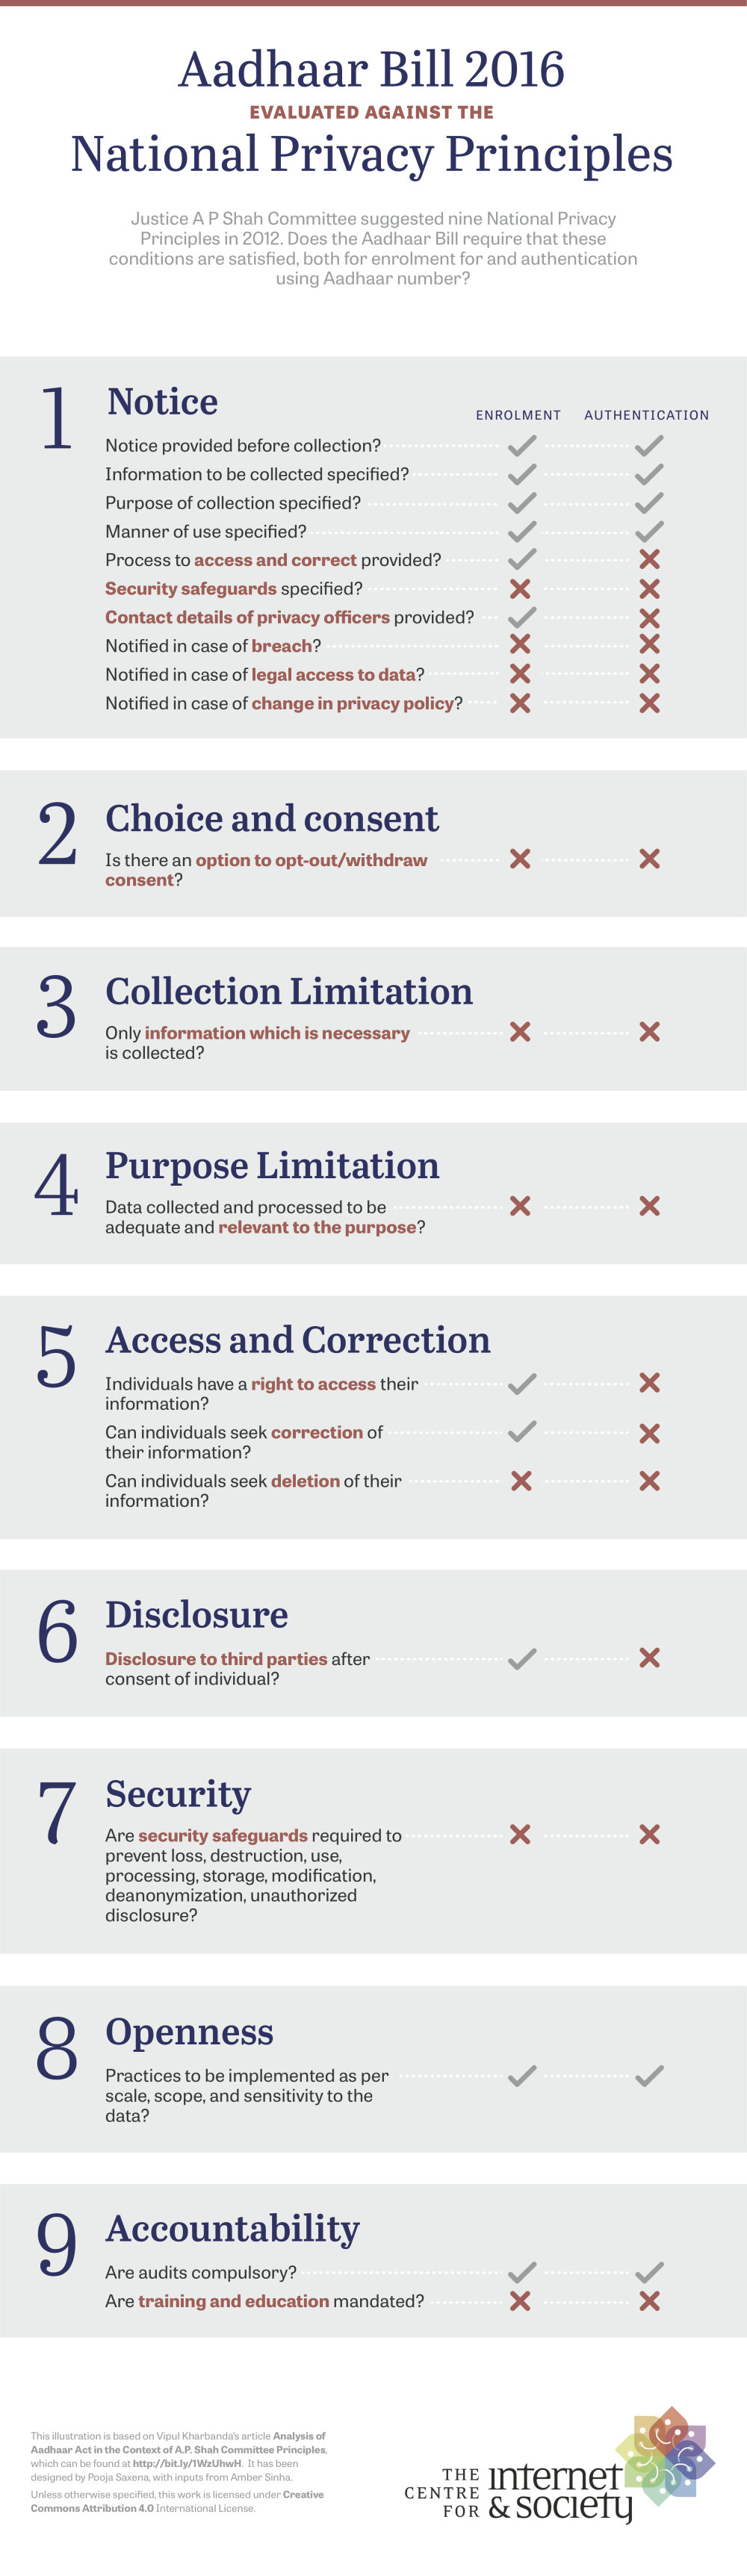 Aadhaar Bill 2016
EVALUATED AGAINST THE
National Privacy Principles
Justice A P Shah Committee suggested nine National Privacy
Principles in 2012. Does the Aadhaar Bill require that these
conditions are satisfied, both for enrolment for and authentication
using Aadhaar number?
1 Notice
ENROLMENT AUTHENTICATION
Notice provided before collection?
Information to be collected specified?
Purpose of collection specified?
Manner of use specified?
Process to access and correct provided?
Security safeguards specified?
Contact details of privacy officers provided?
Notified in case of breach?
Notified in case of legal access to data?
Notified in case of change in privacy policy?
2 Choice and consent
Is there an option to opt-out/withdraw
consent?
3 Collection Limitation
Only information which is necessary
is collected?
4 Purpose Limitation
Data collected and processed to be
adequate and relevant to the purpose?
5 Access and Correction
Individuals have a right to access their
information?
Can individuals seek correction of
their information?
Can individuals seek deletion of their
information?
6 Disclosure
Disclosure to third parties after
consent of individual?
7 Security
Are security safeguards required to
prevent loss, destruction, use,
processing, storage, modification,
deanonymization, unauthorized
disclosure?
8 Openness
Practices to be implemented as per
scale, scope, and sensitivity to the
data?
9 Accountability
Are audits compulsory?
Are training and education mandated?
This illustration is based on Vipul Kharbanda's article Analysis of
Aadhaar Act in the Context of A.P. Shah Committee Principles,
which can be found at http://bit.ly/1WzUhwH. It has been
designed by Pooja Saxena, with inputs from Amber Sinha.
Unless otherwise specified, this work is licensed under Creative
Commons Attribution 4.0 International License.
THE
CENTRE
FOR
internet
& society